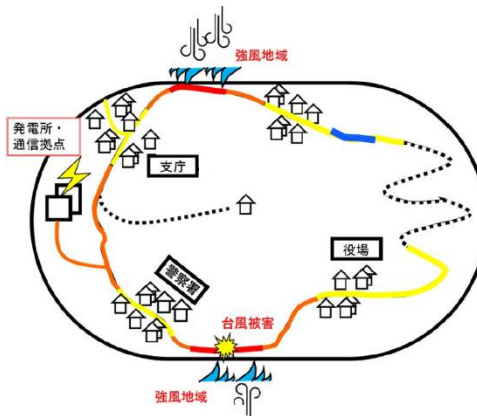 強風地域
発電所・
通信拠点
支庁
役場
警察署
台風被害
強風地域